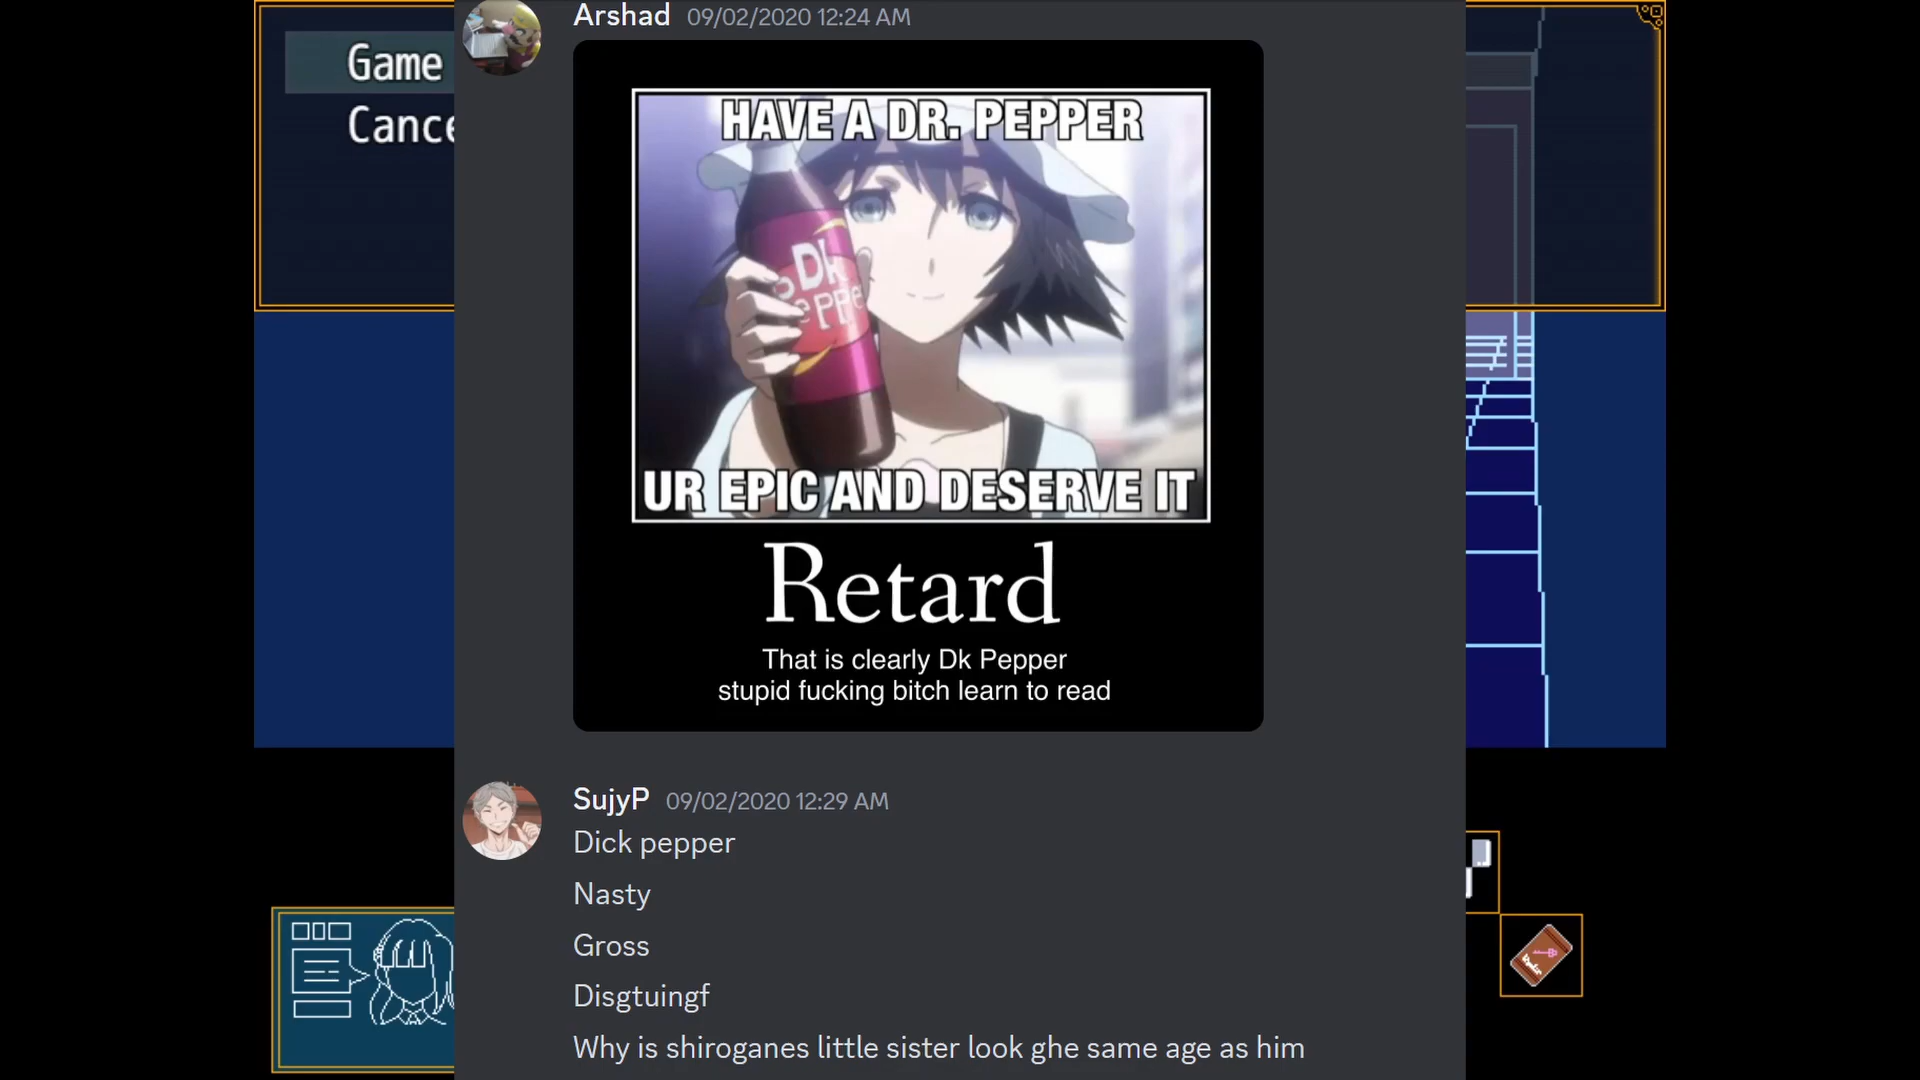 Game
Cance
Arshad 09/02/2020 12:24 AM
HAVE A DR. PEPPER
Dk
ePPe
UR EPIC AND DESERVE IT
Retard
That is clearly Dk Pepper
stupid fucking bitch learn to read
SujyP 09/02/2020 12:29 AM
Dick pepper
Nasty
Gross
Disgtuingf
Why is shiroganes little sister look ghe same age as him